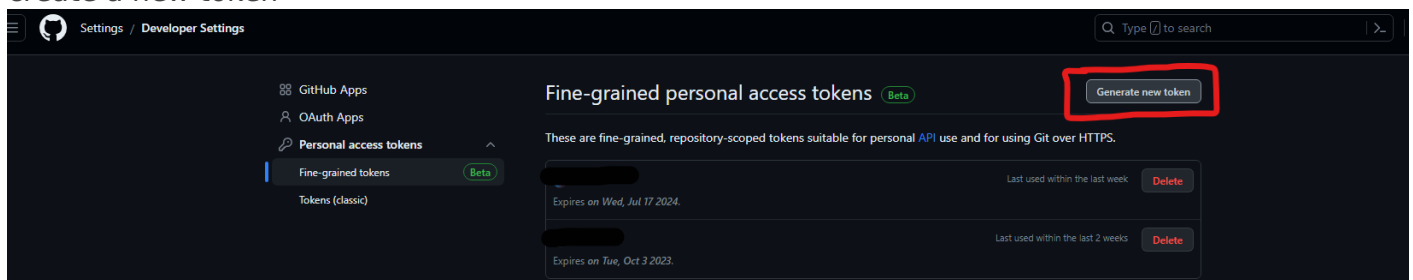 create a new token
Settings / Developer Settings
Type / to search
GitHub Apps
OAuth Apps
Personal access tokens
Fine-grained tokens Beta
Tokens (classic)
Fine-grained personal access tokens Beta
Generate new token
These are fine-grained, repository-scoped tokens suitable for personal API use and for using Git over HTTPS.
Last used within the last week Delete
Expires on Wed, Jul 17 2024.
Last used within the last 2 weeks Delete
Expires on Tue, Oct 3 2023.